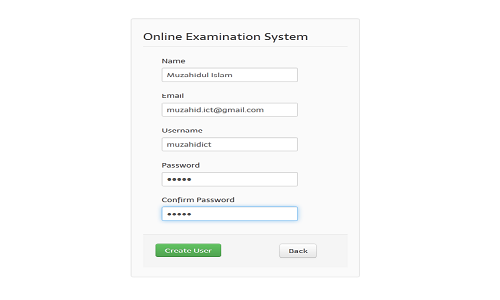 Online Examination System
Name
Muzahidul Islam
Email
muzahid.ict@gmail.com
Username
muzahidict
Password
●●●●●
Confirm Password
●●●●●
Create User
Back